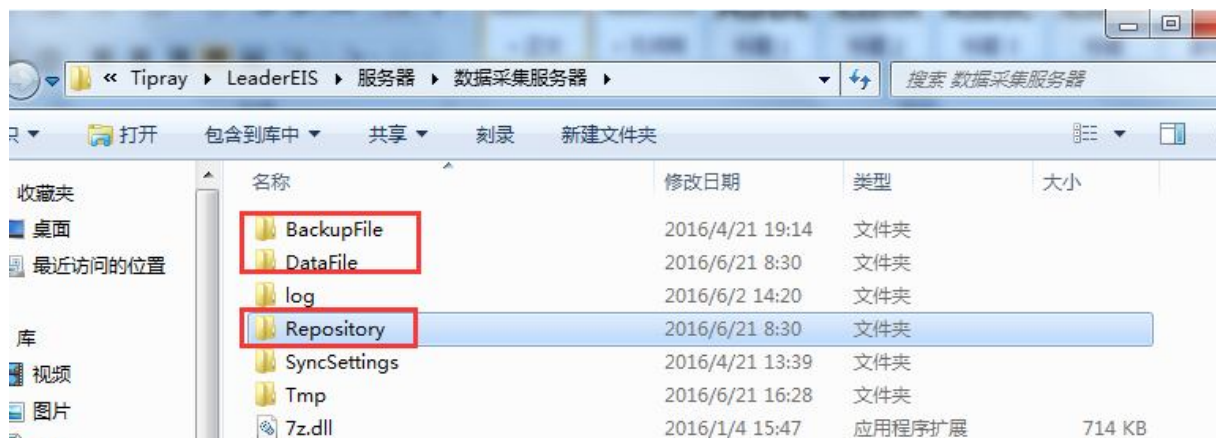 « Tipray ▸ LeaderEIS ▸ 服务器 ▸ 数据采集服务器 ▸ 搜索 数据采集服务器
打开 包含到库中 共享 刻录 新建文件夹
名称 修改日期 类型 大小
收藏夹
桌面
最近访问的位置
库
视频
图片
BackupFile 2016/4/21 19:14 文件夹
DataFile 2016/6/21 8:30 文件夹
log 2016/6/2 14:20 文件夹
Repository 2016/6/21 8:30 文件夹
SyncSettings 2016/4/21 13:39 文件夹
Tmp 2016/6/21 16:28 文件夹
7z.dll 2016/1/4 15:47 应用程序扩展 714 KB